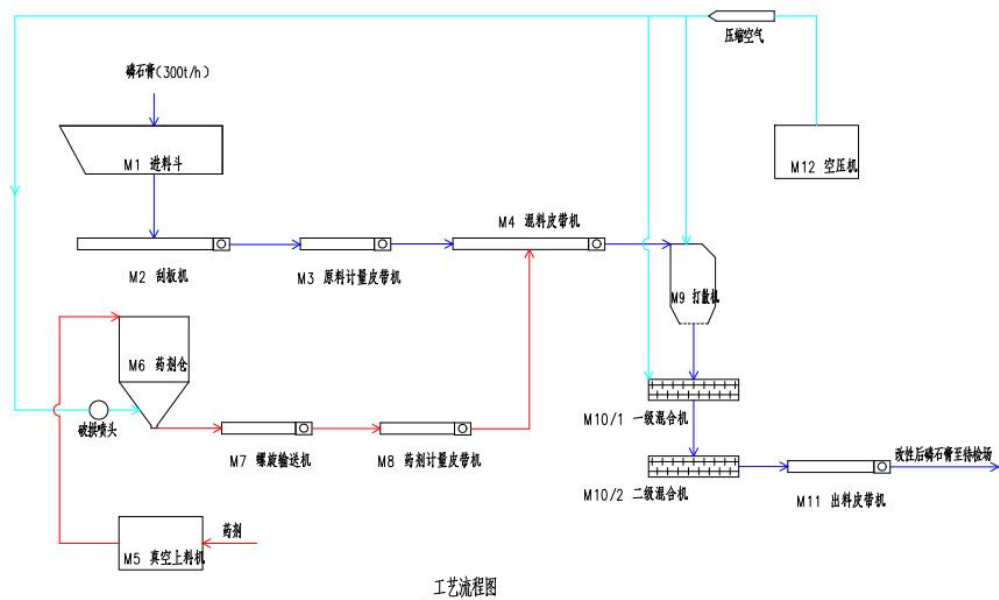 压缩空气
磷石膏(300t/h)
M1 进料斗
M12 空压机
M4 混料皮带机
M2 刮板机
M3 原料计量皮带机
M9 打散机
M6 药剂仓
破拱喷头
M7 螺旋输送机
M8 药剂计量皮带机
M10/1 一级混合机
M10/2 二级混合机
改性后磷石膏至待检场
M11 出料皮带机
药剂
M5 真空上料机
工艺流程图